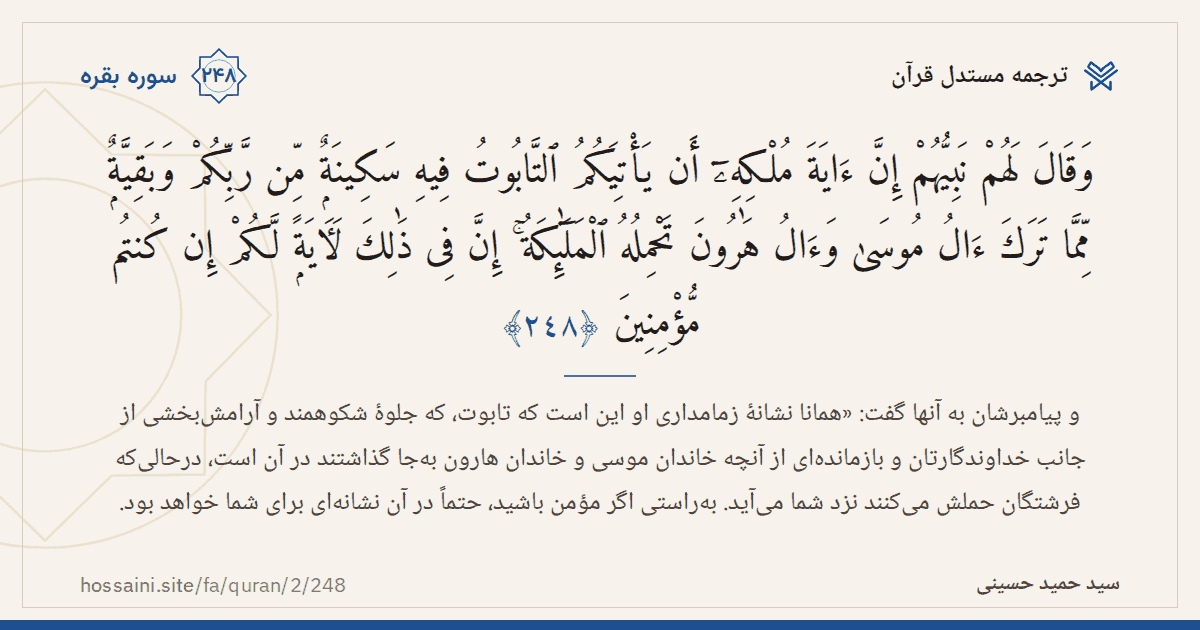 ترجمه مستدل قرآن
۲۴۸ سوره بقره
وَقَالَ لَهُمْ نَبِيُّهُمْ إِنَّ ءَايَةَ مُلْكِهِۦٓ أَن يَأْتِيَكُمُ ٱلتَّابُوتُ فِيهِ سَكِينَةٌ مِّن رَّبِّكُمْ وَبَقِيَّةٌ
مِّمَّا تَرَكَ ءَالُ مُوسَىٰ وَءَالُ هَٰرُونَ تَحْمِلُهُ ٱلْمَلَٰٓئِكَةُ ۚ إِنَّ فِى ذَٰلِكَ لَـَٔايَةً لَّكُمْ إِن كُنتُم
مُّؤْمِنِينَ ﴿٢٤٨﴾
و پیامبرشان به آنها گفت: «همانا نشانهٔ زمامداری او این است که تابوت، که جلوهٔ شکوهمند و آرامش‌بخشی از
جانب خداوندگارتان و بازمانده‌ای از آنچه خاندان موسی و خاندان هارون به‌جا گذاشتند در آن است، درحالی‌که
فرشتگان حملش می‌کنند نزد شما می‌آید. به‌راستی اگر مؤمن باشید، حتماً در آن نشانه‌ای برای شما خواهد بود.
سید حمید حسینی
hossaini.site/fa/quran/2/248